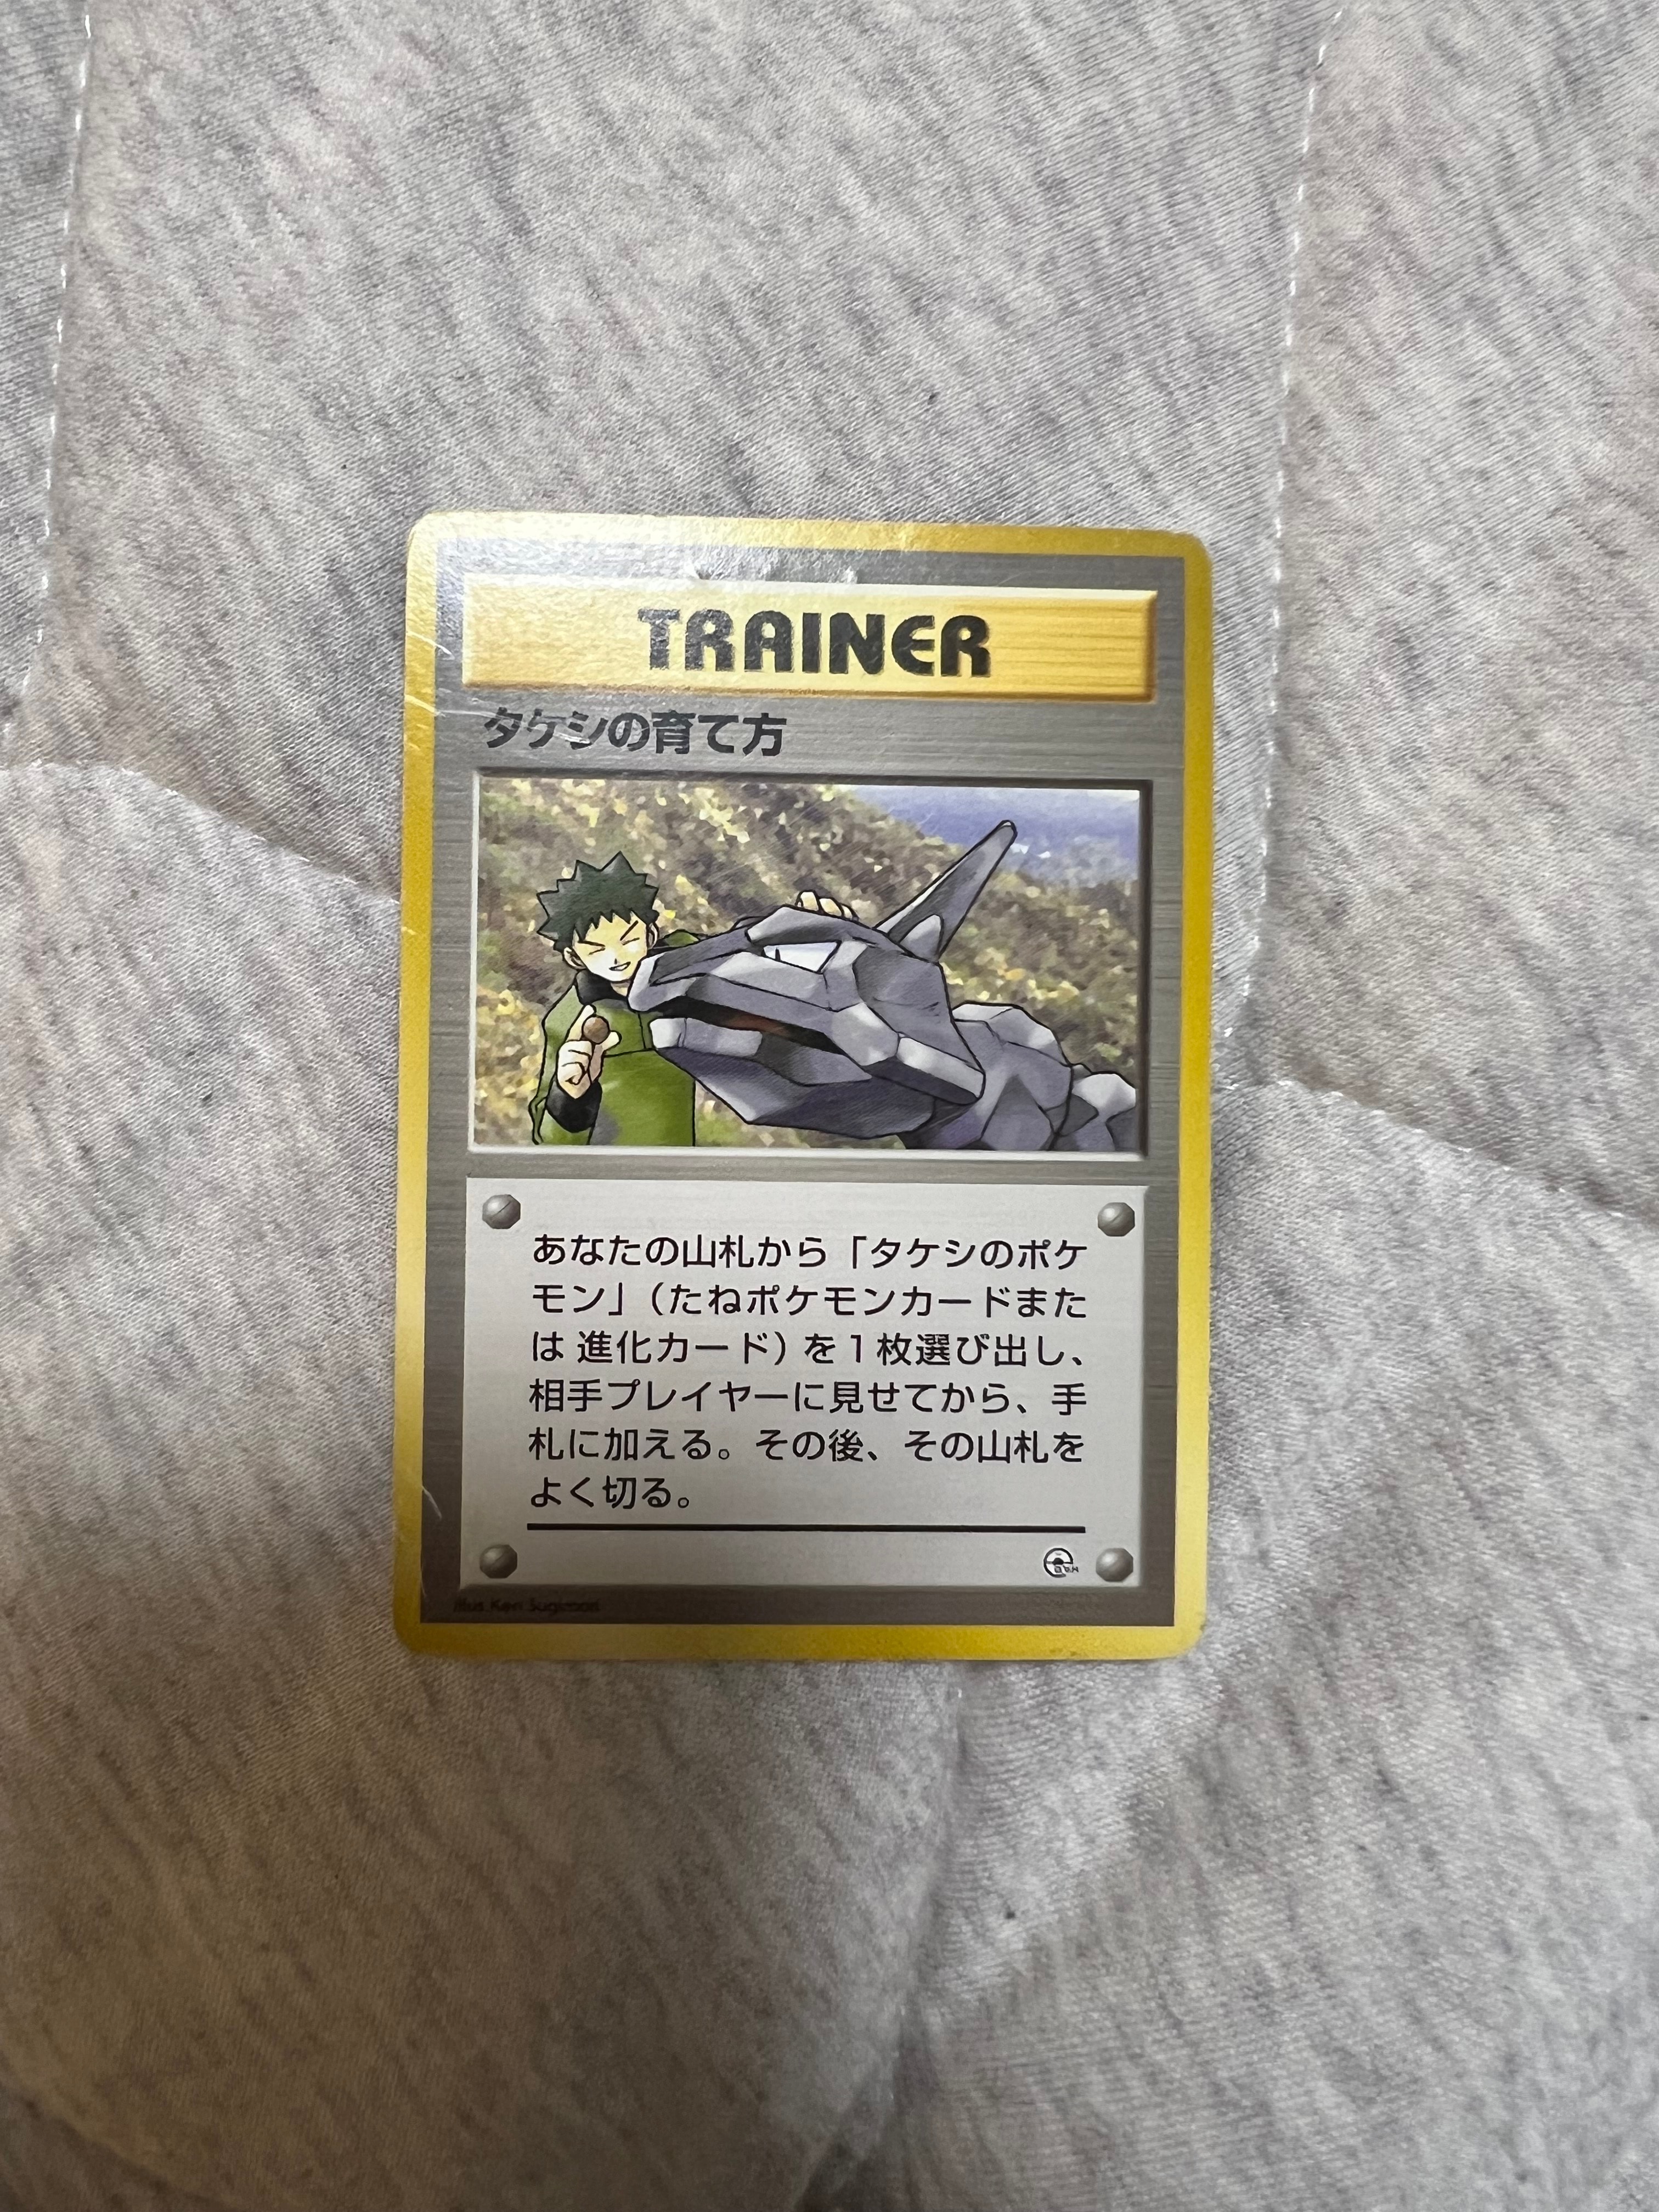 TRAINER
タケシの育て方
あなたの山札から「タケシのポケ
モン」（たねポケモンカードまた
は 進化カード）を１枚選び出し、
相手プレイヤーに見せてから、手
札に加える。その後、その山札を
よく切る。
Illus. Ken Sugimori